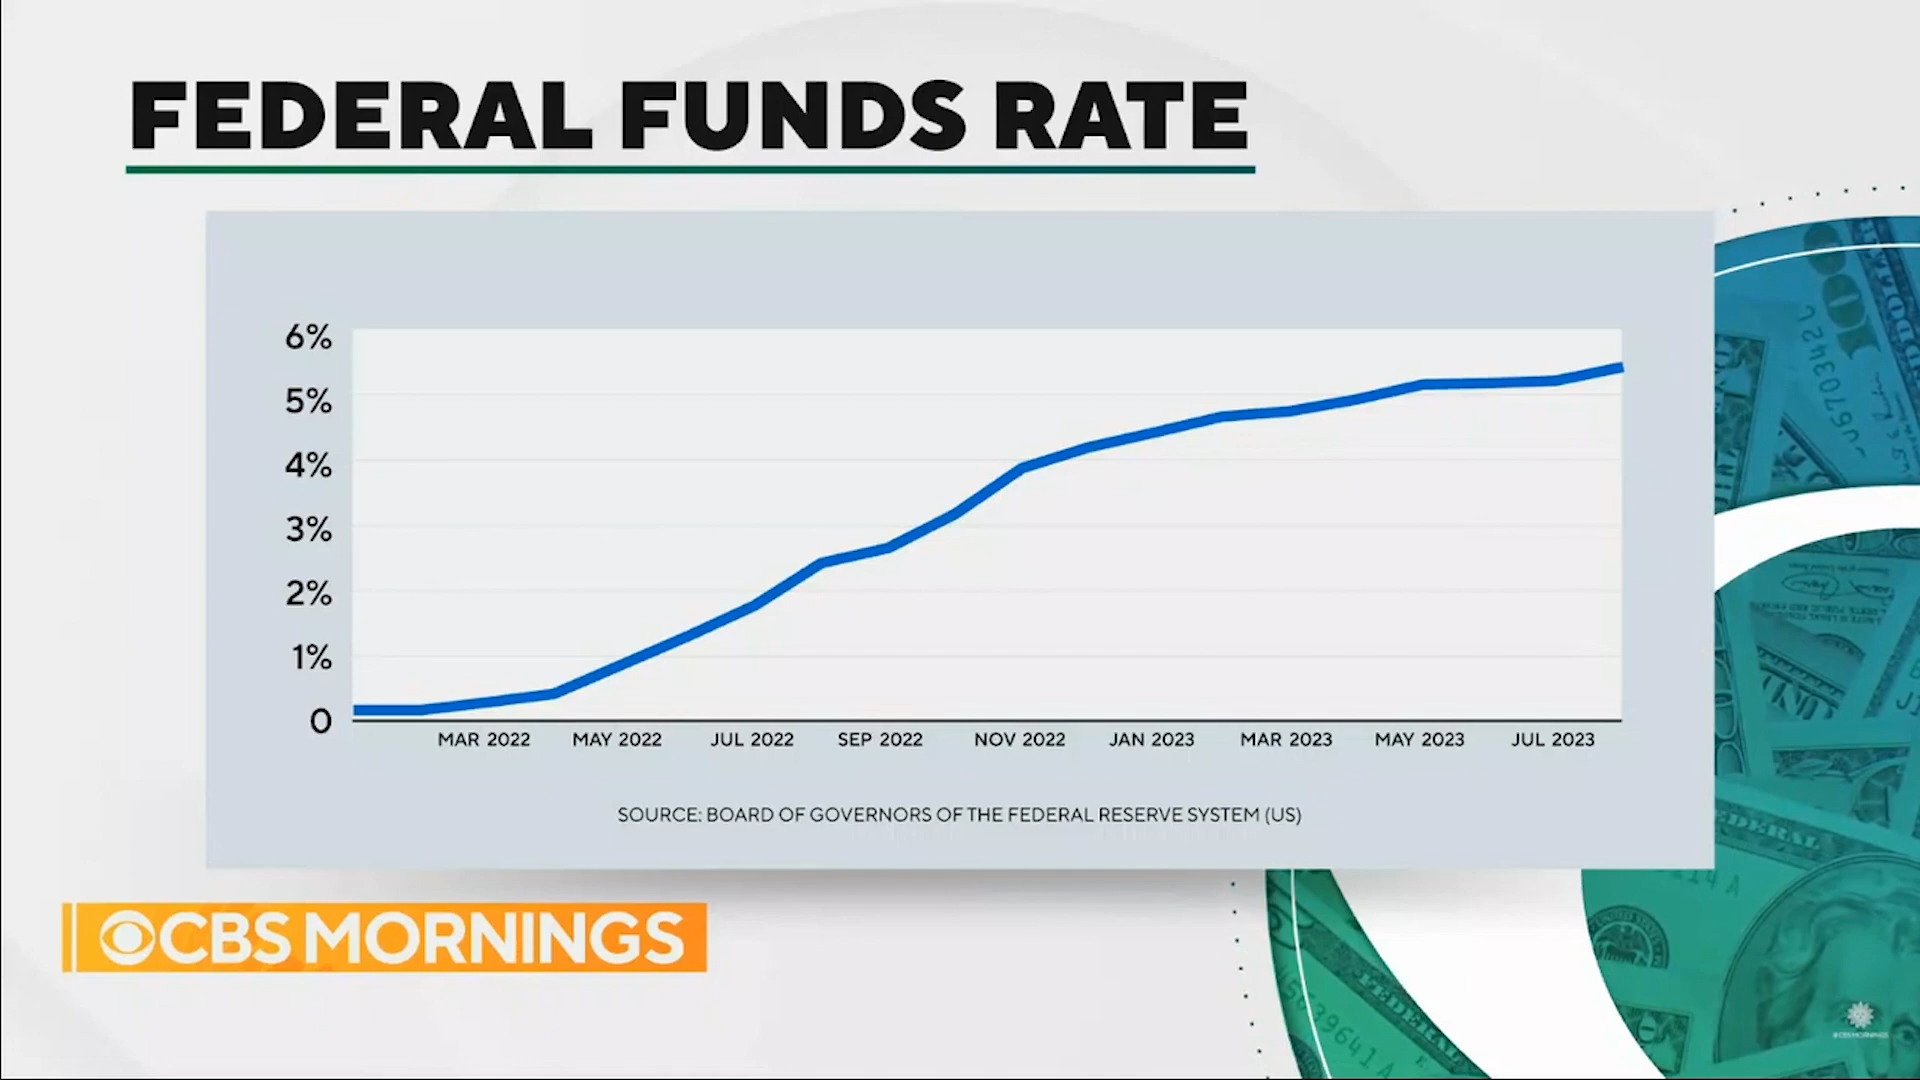 FEDERAL FUNDS RATE
6%
5%
4%
3%
2%
1%
0
MAR 2022 MAY 2022 JUL 2022 SEP 2022 NOV 2022 JAN 2023 MAR 2023 MAY 2023 JUL 2023
SOURCE: BOARD OF GOVERNORS OF THE FEDERAL RESERVE SYSTEM (US)
CBS MORNINGS
#CBSMORNINGS